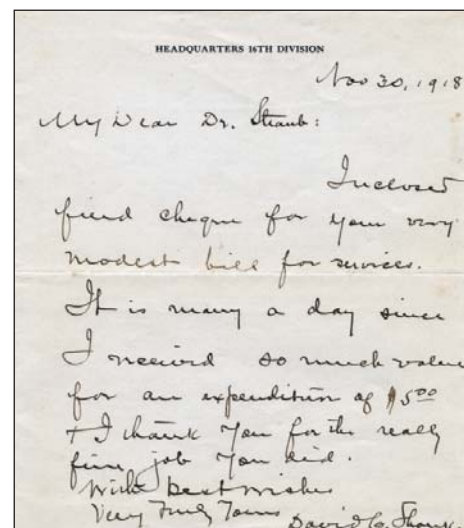 HEADQUARTERS 16TH DIVISION
Nov 30, 1918
My Dear Dr. Straub:
Inclosed
find cheque for your very
modest bill for services.
It is many a day since
I received so much value
for an expenditure of $5.00
+ I thank you for the really
fine job you did.
With best wishes
Very Truly Yours
David C. Shanks